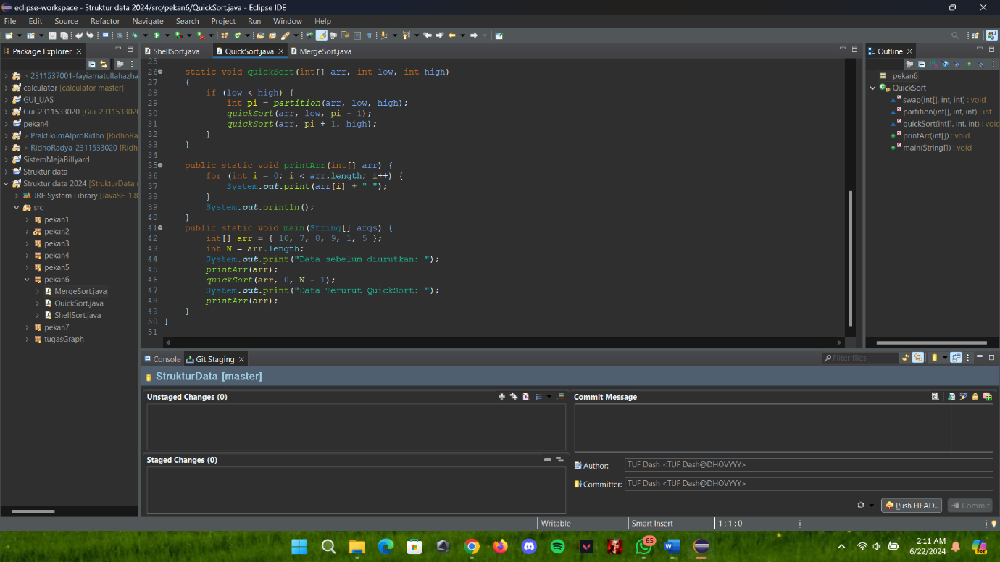 eclipse-workspace - Struktur data 2024/src/pekan6/QuickSort.java - Eclipse IDE
File Edit Source Refactor Navigate Search Project Run Window Help
Package Explorer
> 2311537001-fayiamatullahazha
calculator [calculator master]
GUI_UAS
Gui-2311533020 [Gui-2311533020
pekan4
> PraktikumAlproRidho [RidhoRa
> RidhoRadya-2311533020 [Ridh
SistemMejaBillyard
Struktur data
Struktur data 2024 [StrukturData
JRE System Library [JavaSE-1.8
src
pekan1
pekan2
pekan3
pekan4
pekan5
pekan6
MergeSort.java
QuickSort.java
ShellSort.java
pekan7
tugasGraph
ShellSort.java QuickSort.java MergeSort.java
25
26 static void quickSort(int[] arr, int low, int high)
27 {
28 if (low < high) {
29 int pi = partition(arr, low, high);
30 quickSort(arr, low, pi - 1);
31 quickSort(arr, pi + 1, high);
32 }
33 }
34
35 public static void printArr(int[] arr) {
36 for (int i = 0; i < arr.length; i++) {
37 System.out.print(arr[i] + " ");
38 }
39 System.out.println();
40 }
41 public static void main(String[] args) {
42 int[] arr = { 10, 7, 8, 9, 1, 5 };
43 int N = arr.length;
44 System.out.print("Data sebelum diurutkan: ");
45 printArr(arr);
46 quickSort(arr, 0, N - 1);
47 System.out.print("Data Terurut QuickSort: ");
48 printArr(arr);
49 }
50 }
51
Outline
pekan6
QuickSort
swap(int[], int, int) : void
partition(int[], int, int) : int
quickSort(int[], int, int) : void
printArr(int[]) : void
main(String[]) : void
Console Git Staging
Filter files
StrukturData [master]
Unstaged Changes (0)
Staged Changes (0)
Commit Message
Author: TUF Dash <TUF Dash@DHOVYYY>
Committer: TUF Dash <TUF Dash@DHOVYYY>
Push HEAD... Commit
Writable Smart Insert 1 : 1 : 0
65
2:11 AM
6/22/2024
PRE